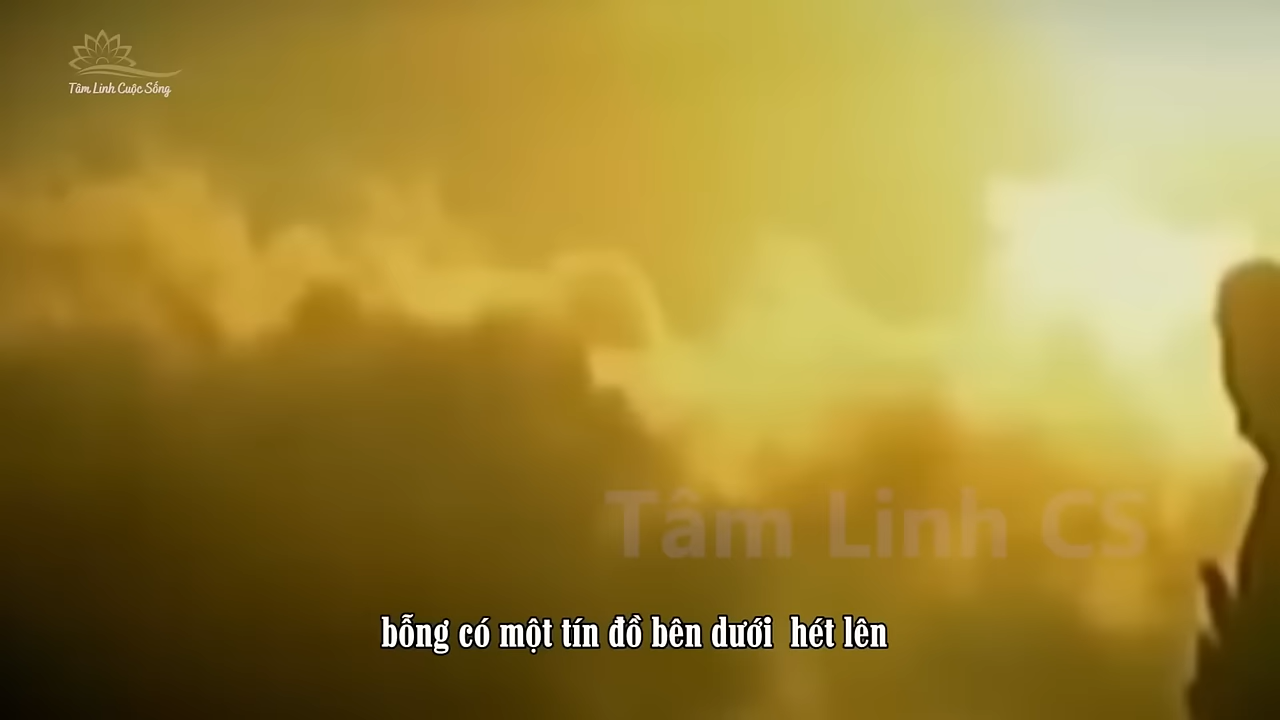 Tâm Linh Cuộc Sống
Tâm Linh CS
bỗng có một tín đồ bên dưới hét lên